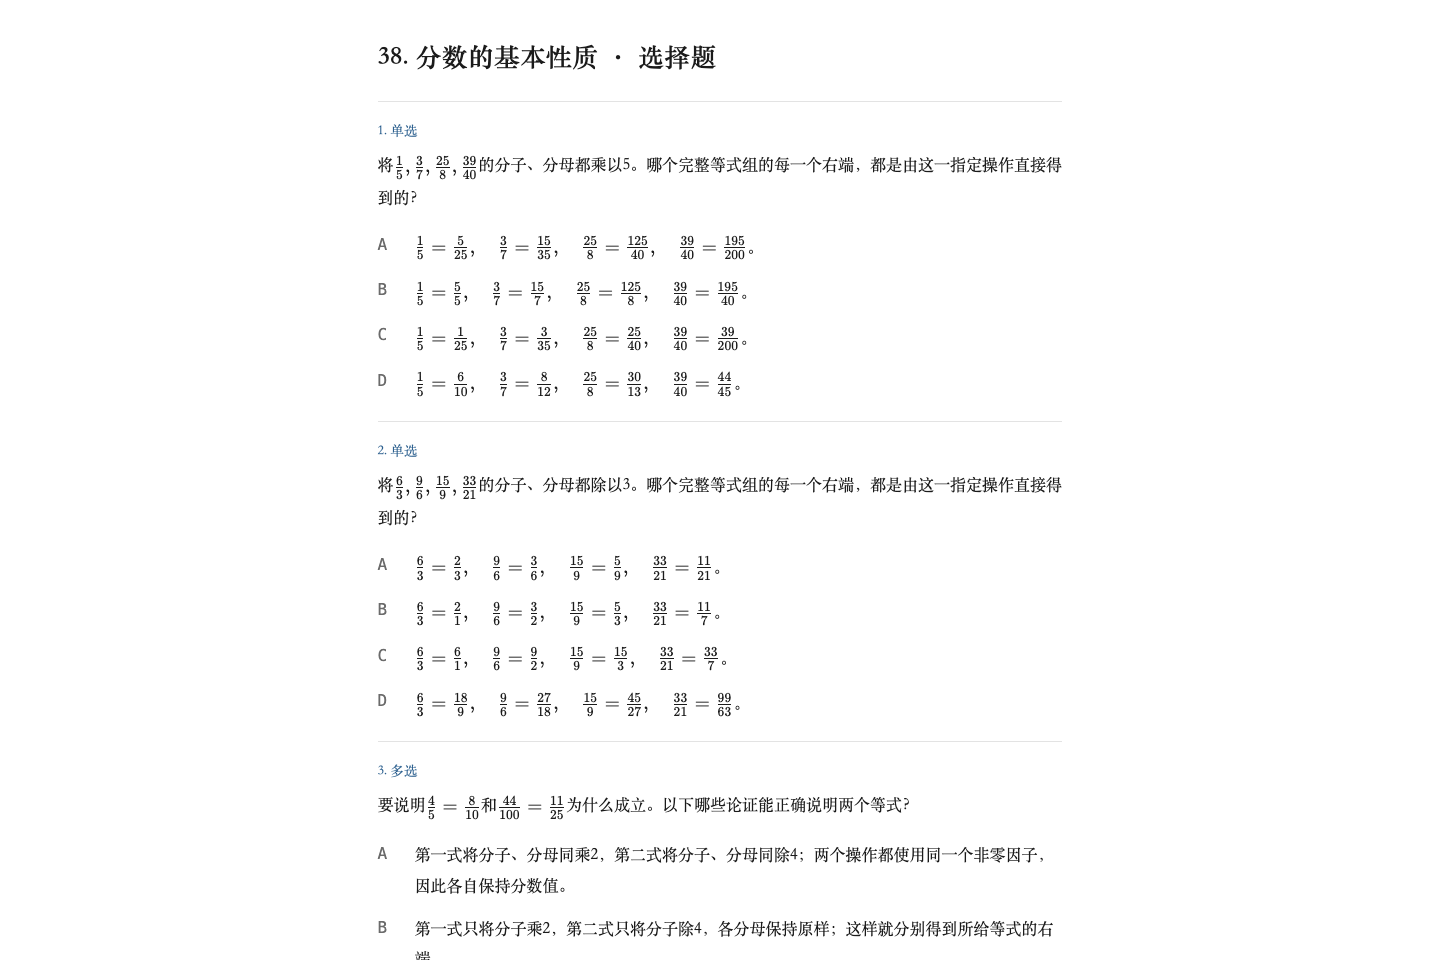 38. 分数的基本性质 · 选择题
1. 单选
将1/5, 3/7, 25/8, 39/40的分子、分母都乘以5。哪个完整等式组的每一个右端，都是由这一指定操作直接得
到的?
A 1/5 = 5/25, 3/7 = 15/35, 25/8 = 125/40, 39/40 = 195/200。
B 1/5 = 5/5, 3/7 = 15/7, 25/8 = 125/8, 39/40 = 195/40。
C 1/5 = 1/25, 3/7 = 3/35, 25/8 = 25/40, 39/40 = 39/200。
D 1/5 = 6/10, 3/7 = 8/12, 25/8 = 30/13, 39/40 = 44/45。
2. 单选
将6/3, 9/6, 15/9, 33/21的分子、分母都除以3。哪个完整等式组的每一个右端，都是由这一指定操作直接得
到的?
A 6/3 = 2/3, 9/6 = 3/6, 15/9 = 5/9, 33/21 = 11/21。
B 6/3 = 2/1, 9/6 = 3/2, 15/9 = 5/3, 33/21 = 11/7。
C 6/3 = 6/1, 9/6 = 9/2, 15/9 = 15/3, 33/21 = 33/7。
D 6/3 = 18/9, 9/6 = 27/18, 15/9 = 45/27, 33/21 = 99/63。
3. 多选
要说明4/5 = 8/10和44/100 = 11/25为什么成立。以下哪些论证能正确说明两个等式?
A 第一式将分子、分母同乘2，第二式将分子、分母同除4；两个操作都使用同一个非零因子，
因此各自保持分数值。
B 第一式只将分子乘2，第二式只将分子除4，各分母保持原样；这样就分别得到所给等式的右